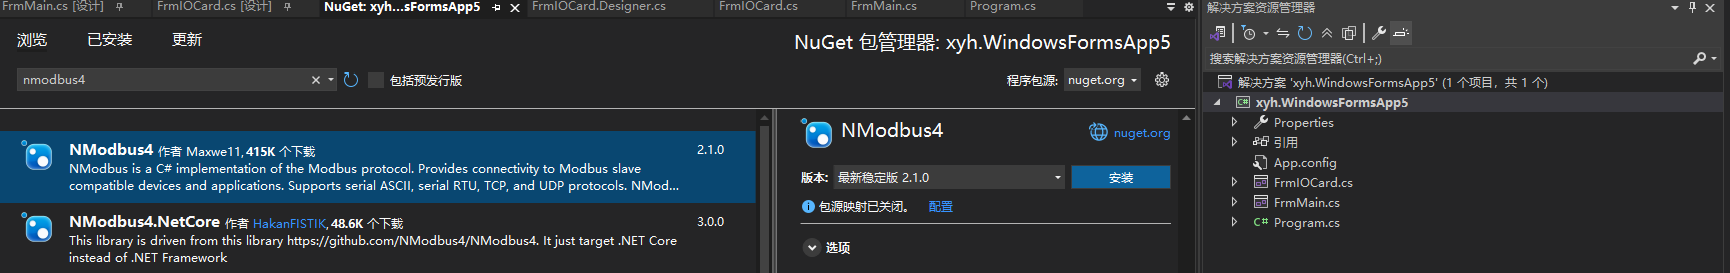 FrmMain.cs [设计]
FrmIOCard.cs [设计]
NuGet: xyh...sFormsApp5
FrmIOCard.Designer.cs
FrmIOCard.cs
FrmMain.cs
Program.cs
浏览 已安装 更新
NuGet 包管理器: xyh.WindowsFormsApp5
nmodbus4
包括预发行版
程序包源: nuget.org
NModbus4 作者 Maxwe11, 415K 个下载
2.1.0
NModbus is a C# implementation of the Modbus protocol. Provides connectivity to Modbus slave
compatible devices and applications. Supports serial ASCII, serial RTU, TCP, and UDP protocols. NMod...
NModbus4.NetCore 作者 HakanFISTIK, 48.6K 个下载
3.0.0
This library is driven from this library https://github.com/NModbus4/NModbus4. It just target .NET Core
instead of .NET Framework
NModbus4
nuget.org
版本: 最新稳定版 2.1.0
安装
包源映射已关闭。 配置
选项
解决方案资源管理器
搜索解决方案资源管理器(Ctrl+;)
解决方案 'xyh.WindowsFormsApp5' (1 个项目，共 1 个)
xyh.WindowsFormsApp5
Properties
引用
App.config
FrmIOCard.cs
FrmMain.cs
Program.cs